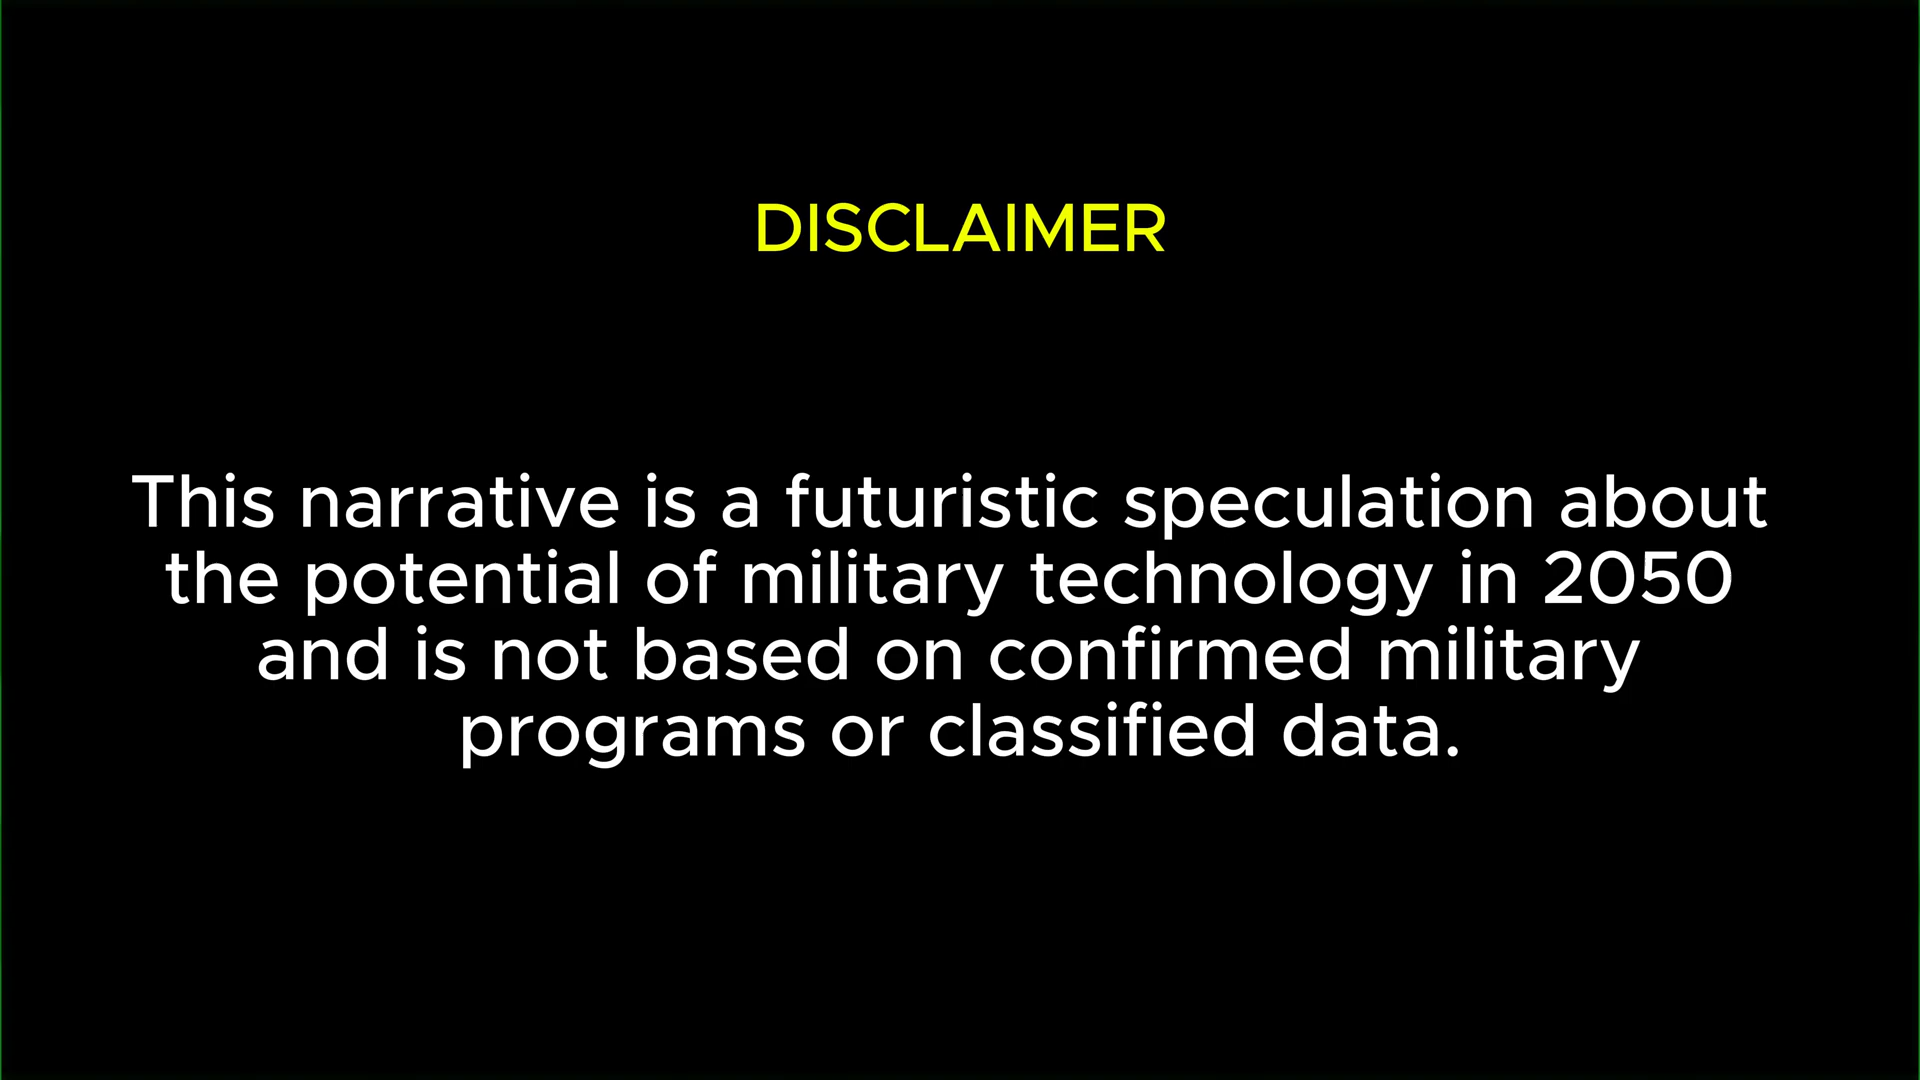 DISCLAIMER
This narrative is a futuristic speculation about
the potential of military technology in 2050
and is not based on confirmed military
programs or classified data.